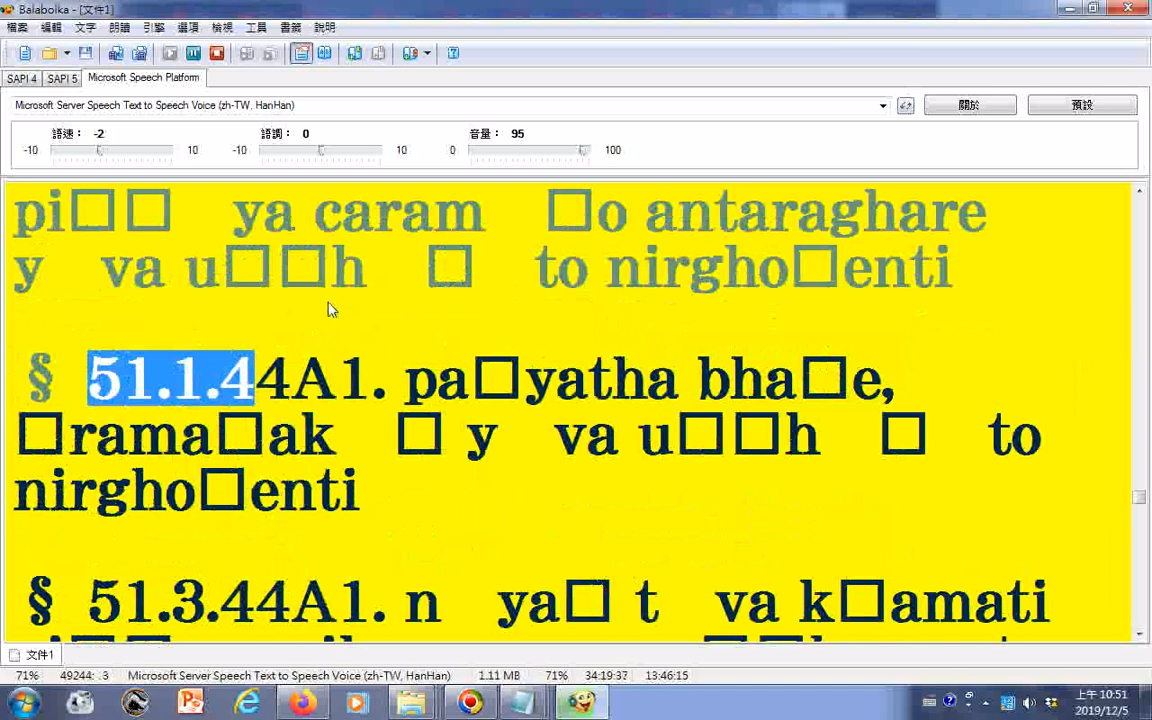 Balabolka - [文件1]
檔案 編輯 文字 朗讀 引擎 選項 檢視 工具 書籤 說明
SAPI 4 SAPI 5 Microsoft Speech Platform
Microsoft Server Speech Text to Speech Voice (zh-TW, HanHan) 關於 預設
語速： -2 語調： 0 音量： 95
-10 10 -10 10 0 100
pi□□ ya caram □o antaraghare
y va u□□h □ to nirgho□enti
§ 51.1.44A1. pa□yatha bha□e,
□rama□ak □ y va u□□h □ to
nirgho□enti
§ 51.3.44A1. n ya□ t va k□amati
文件1
71% 49244: .3 Microsoft Server Speech Text to Speech Voice (zh-TW, HanHan) 1.11 MB 71% 34:19:37 13:46:15
上午 10:51
2019/12/5